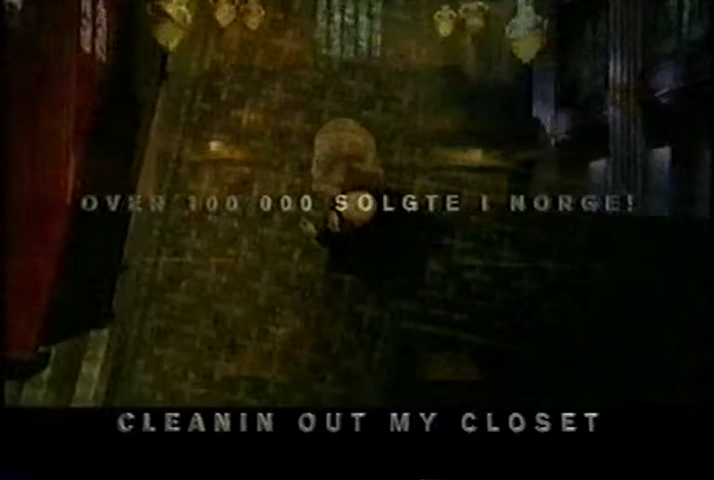 OVER 100 000 SOLGTE I NORGE!
CLEANIN OUT MY CLOSET